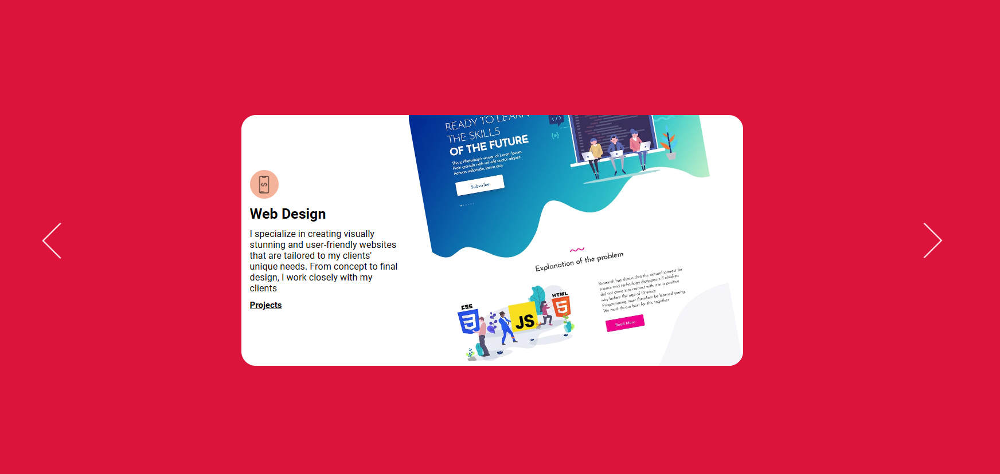 Web Design
I specialize in creating visually
stunning and user-friendly websites
that are tailored to my clients'
unique needs. From concept to final
design, I work closely with my
clients
Projects
READY TO LEARN
THE SKILLS
OF THE FUTURE
This is Photoshop's version of Lorem Ipsum.
Proin gravida nibh vel velit auctor aliquet.
Aenean sollicitudin, lorem quis
Subscribe
</>
{#}
Explanation of the problem
Research has shown that the natural interest for
science and technology disappears if children
did not come into contact with it in a positive
way before the age of 10 years.
Programming must therefore be learned young.
We must do our best for this together
Read More
CSS
3
JS
HTML
5